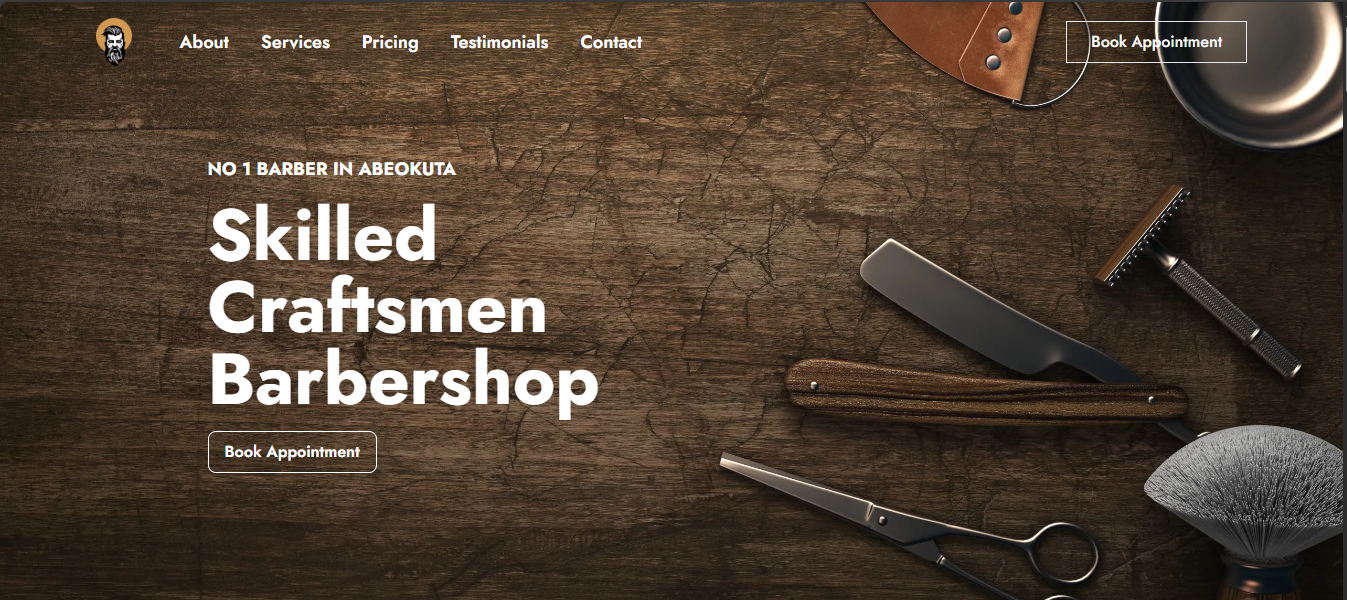 About Services Pricing Testimonials Contact Book Appointment
NO 1 BARBER IN ABEOKUTA
Skilled
Craftsmen
Barbershop
Book Appointment